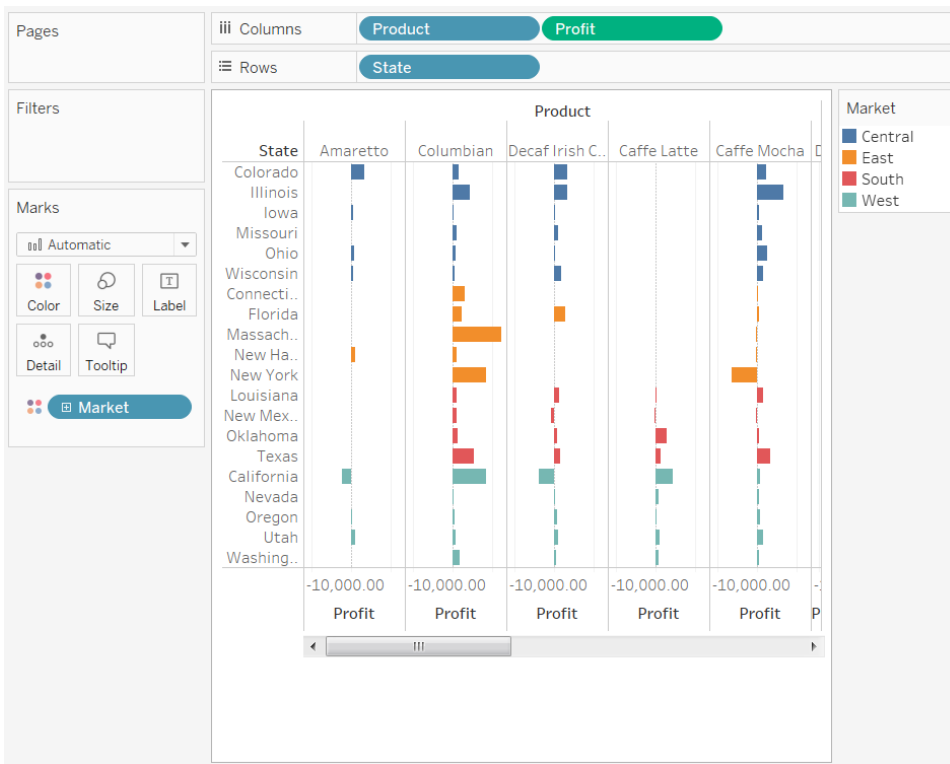 Pages
Columns
Product
Profit
Rows
State
Filters
Marks
Automatic
Color
Size
Label
Detail
Tooltip
Market
Product
State Amaretto Columbian Decaf Irish C.. Caffe Latte Caffe Mocha D
Colorado
Illinois
Iowa
Missouri
Ohio
Wisconsin
Connecti..
Florida
Massach..
New Ha..
New York
Louisiana
New Mex..
Oklahoma
Texas
California
Nevada
Oregon
Utah
Washing..
-10,000.00 -10,000.00 -10,000.00 -10,000.00 -10,000.00 -:
Profit Profit Profit Profit Profit P
Market
Central
East
South
West